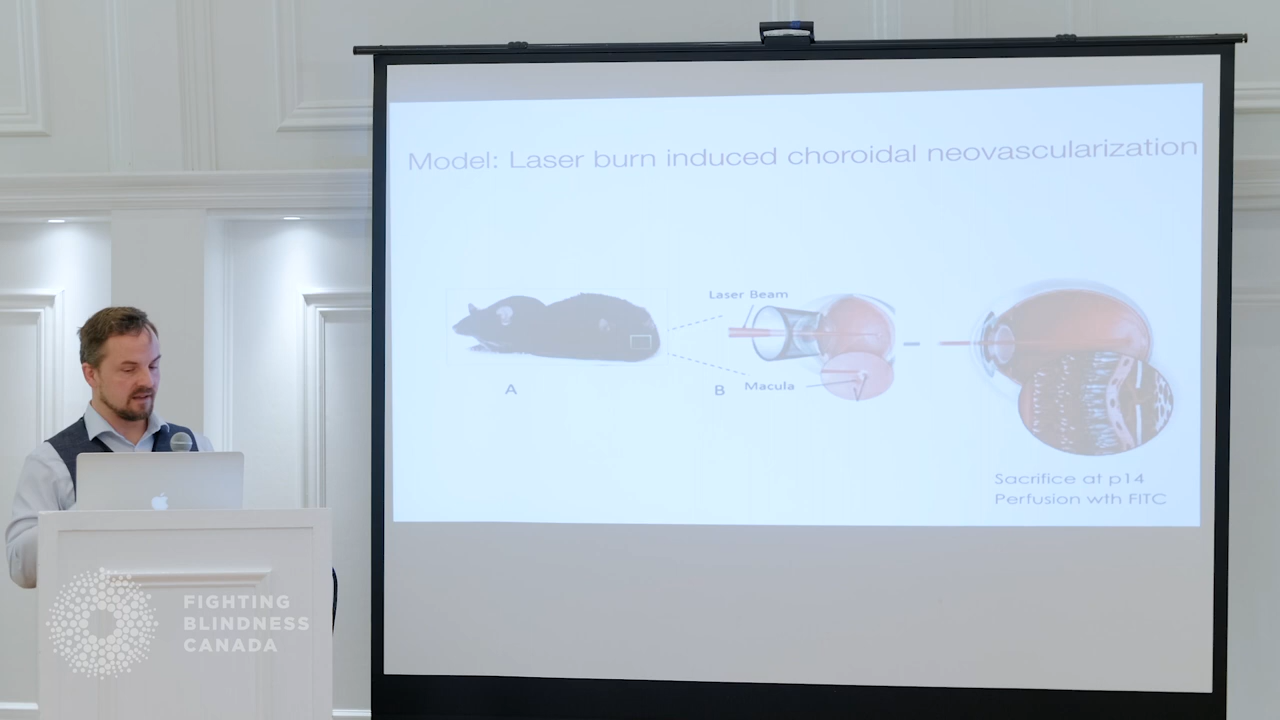 Model: Laser burn induced choroidal neovascularization
Laser Beam
A
B
Macula
Sacrifice at p14
Perfusion wth FITC
FIGHTING
BLINDNESS
CANADA